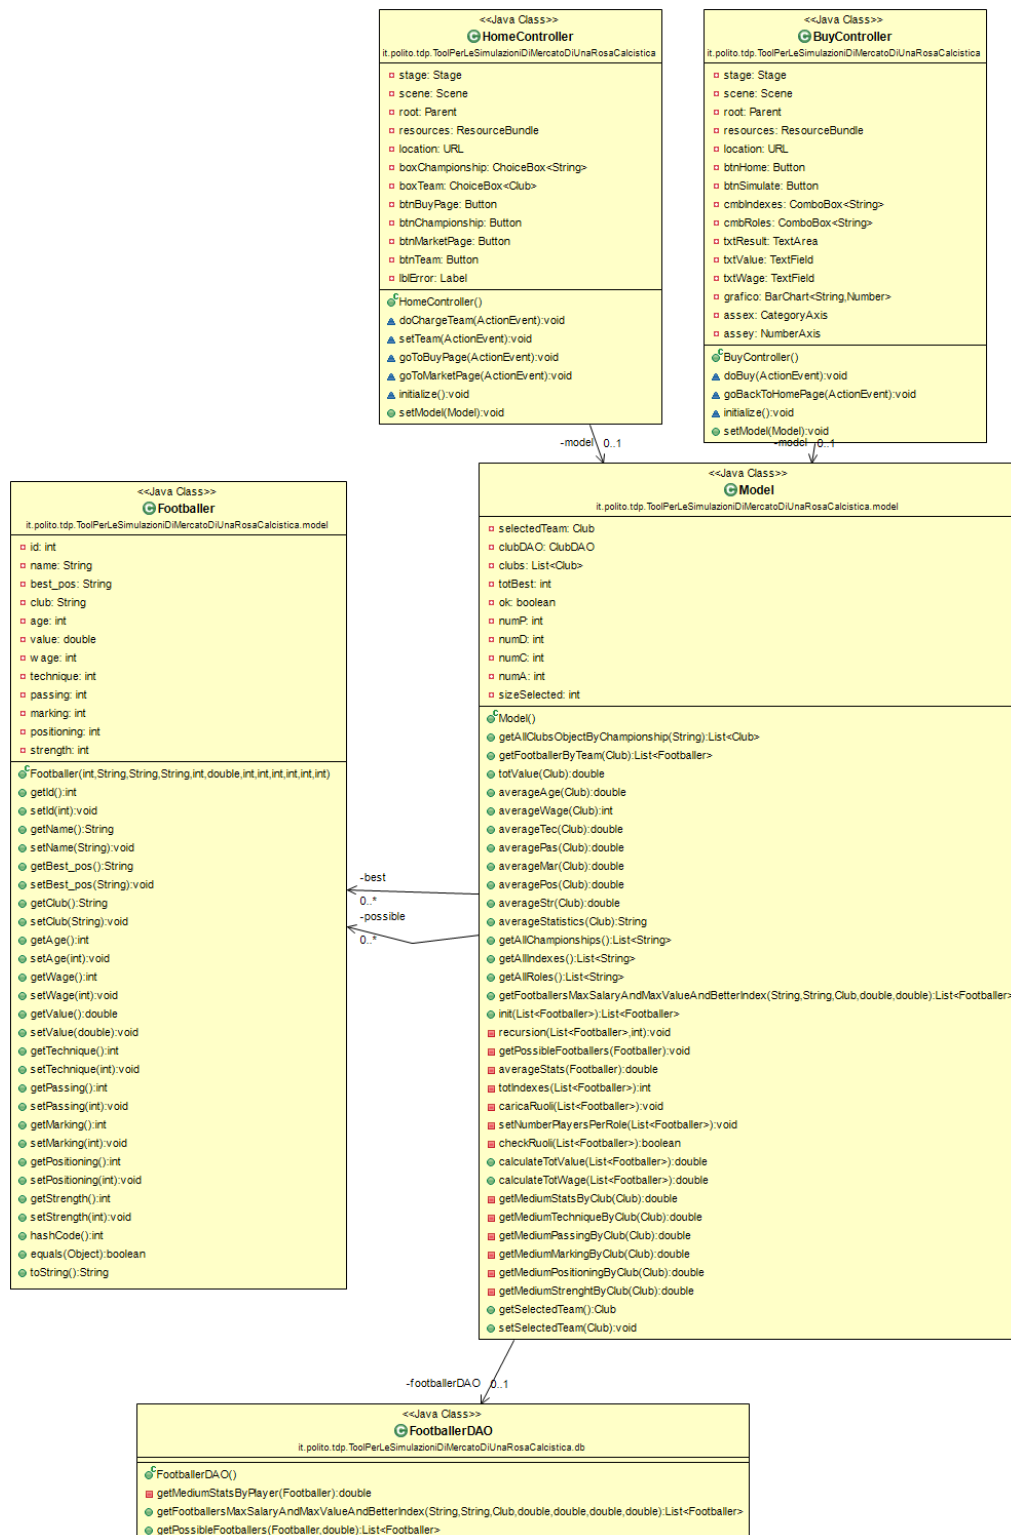 <<Java Class>>
HomeController
it.polito.tdp.ToolPerLeSimulazioniDiMercatoDiUnaRosaCalcistica
stage: Stage
scene: Scene
root: Parent
resources: ResourceBundle
location: URL
boxChampionship: ChoiceBox<String>
boxTeam: ChoiceBox<Club>
btnBuyPage: Button
btnChampionship: Button
btnMarketPage: Button
btnTeam: Button
lblError: Label
HomeController()
doChargeTeam(ActionEvent):void
setTeam(ActionEvent):void
goToBuyPage(ActionEvent):void
goToMarketPage(ActionEvent):void
initialize():void
setModel(Model):void
<<Java Class>>
BuyController
it.polito.tdp.ToolPerLeSimulazioniDiMercatoDiUnaRosaCalcistica
stage: Stage
scene: Scene
root: Parent
resources: ResourceBundle
location: URL
btnHome: Button
btnSimulate: Button
cmbIndexes: ComboBox<String>
cmbRoles: ComboBox<String>
txtResult: TextArea
txtValue: TextField
txtWage: TextField
grafico: BarChart<String,Number>
assex: CategoryAxis
assey: NumberAxis
BuyController()
doBuy(ActionEvent):void
goBackToHomePage(ActionEvent):void
initialize():void
setModel(Model):void
-model 0..1
-model 0..1
<<Java Class>>
Footballer
it.polito.tdp.ToolPerLeSimulazioniDiMercatoDiUnaRosaCalcistica.model
id: int
name: String
best_pos: String
club: String
age: int
value: double
wage: int
technique: int
passing: int
marking: int
positioning: int
strength: int
Footballer(int,String,String,String,int,double,int,int,int,int,int,int)
getId():int
setId(int):void
getName():String
setName(String):void
getBest_pos():String
setBest_pos(String):void
getClub():String
setClub(String):void
getAge():int
setAge(int):void
getWage():int
setWage(int):void
getValue():double
setValue(double):void
getTechnique():int
setTechnique(int):void
getPassing():int
setPassing(int):void
getMarking():int
setMarking(int):void
getPositioning():int
setPositioning(int):void
getStrength():int
setStrength(int):void
hashCode():int
equals(Object):boolean
toString():String
-best
0..*
-possible
0..*
<<Java Class>>
Model
it.polito.tdp.ToolPerLeSimulazioniDiMercatoDiUnaRosaCalcistica.model
selectedTeam: Club
clubDAO: ClubDAO
clubs: List<Club>
totBest: int
ok: boolean
numP: int
numD: int
numC: int
numA: int
sizeSelected: int
Model()
getAllClubsObjectByChampionship(String):List<Club>
getFootballerByTeam(Club):List<Footballer>
totValue(Club):double
averageAge(Club):double
averageWage(Club):int
averageTec(Club):double
averagePas(Club):double
averageMar(Club):double
averagePos(Club):double
averageStr(Club):double
averageStatistics(Club):String
getAllChampionships():List<String>
getAllIndexes():List<String>
getAllRoles():List<String>
getFootballersMaxSalaryAndMaxValueAndBetterIndex(String,String,Club,double,double):List<Footballer>
init(List<Footballer>):List<Footballer>
recursion(List<Footballer>,int):void
getPossibleFootballers(Footballer):void
averageStats(Footballer):double
totIndexes(List<Footballer>):int
caricaRuoli(List<Footballer>):void
setNumberPlayersPerRole(List<Footballer>):void
checkRuoli(List<Footballer>):boolean
calculateTotValue(List<Footballer>):double
calculateTotWage(List<Footballer>):double
getMediumStatsByClub(Club):double
getMediumTechniqueByClub(Club):double
getMediumPassingByClub(Club):double
getMediumMarkingByClub(Club):double
getMediumPositioningByClub(Club):double
getMediumStrenghtByClub(Club):double
getSelectedTeam():Club
setSelectedTeam(Club):void
-footballerDAO 0..1
<<Java Class>>
FootballerDAO
it.polito.tdp.ToolPerLeSimulazioniDiMercatoDiUnaRosaCalcistica.db
FootballerDAO()
getMediumStatsByPlayer(Footballer):double
getFootballersMaxSalaryAndMaxValueAndBetterIndex(String,String,Club,double,double,double,double):List<Footballer>
getPossibleFootballers(Footballer,double):List<Footballer>